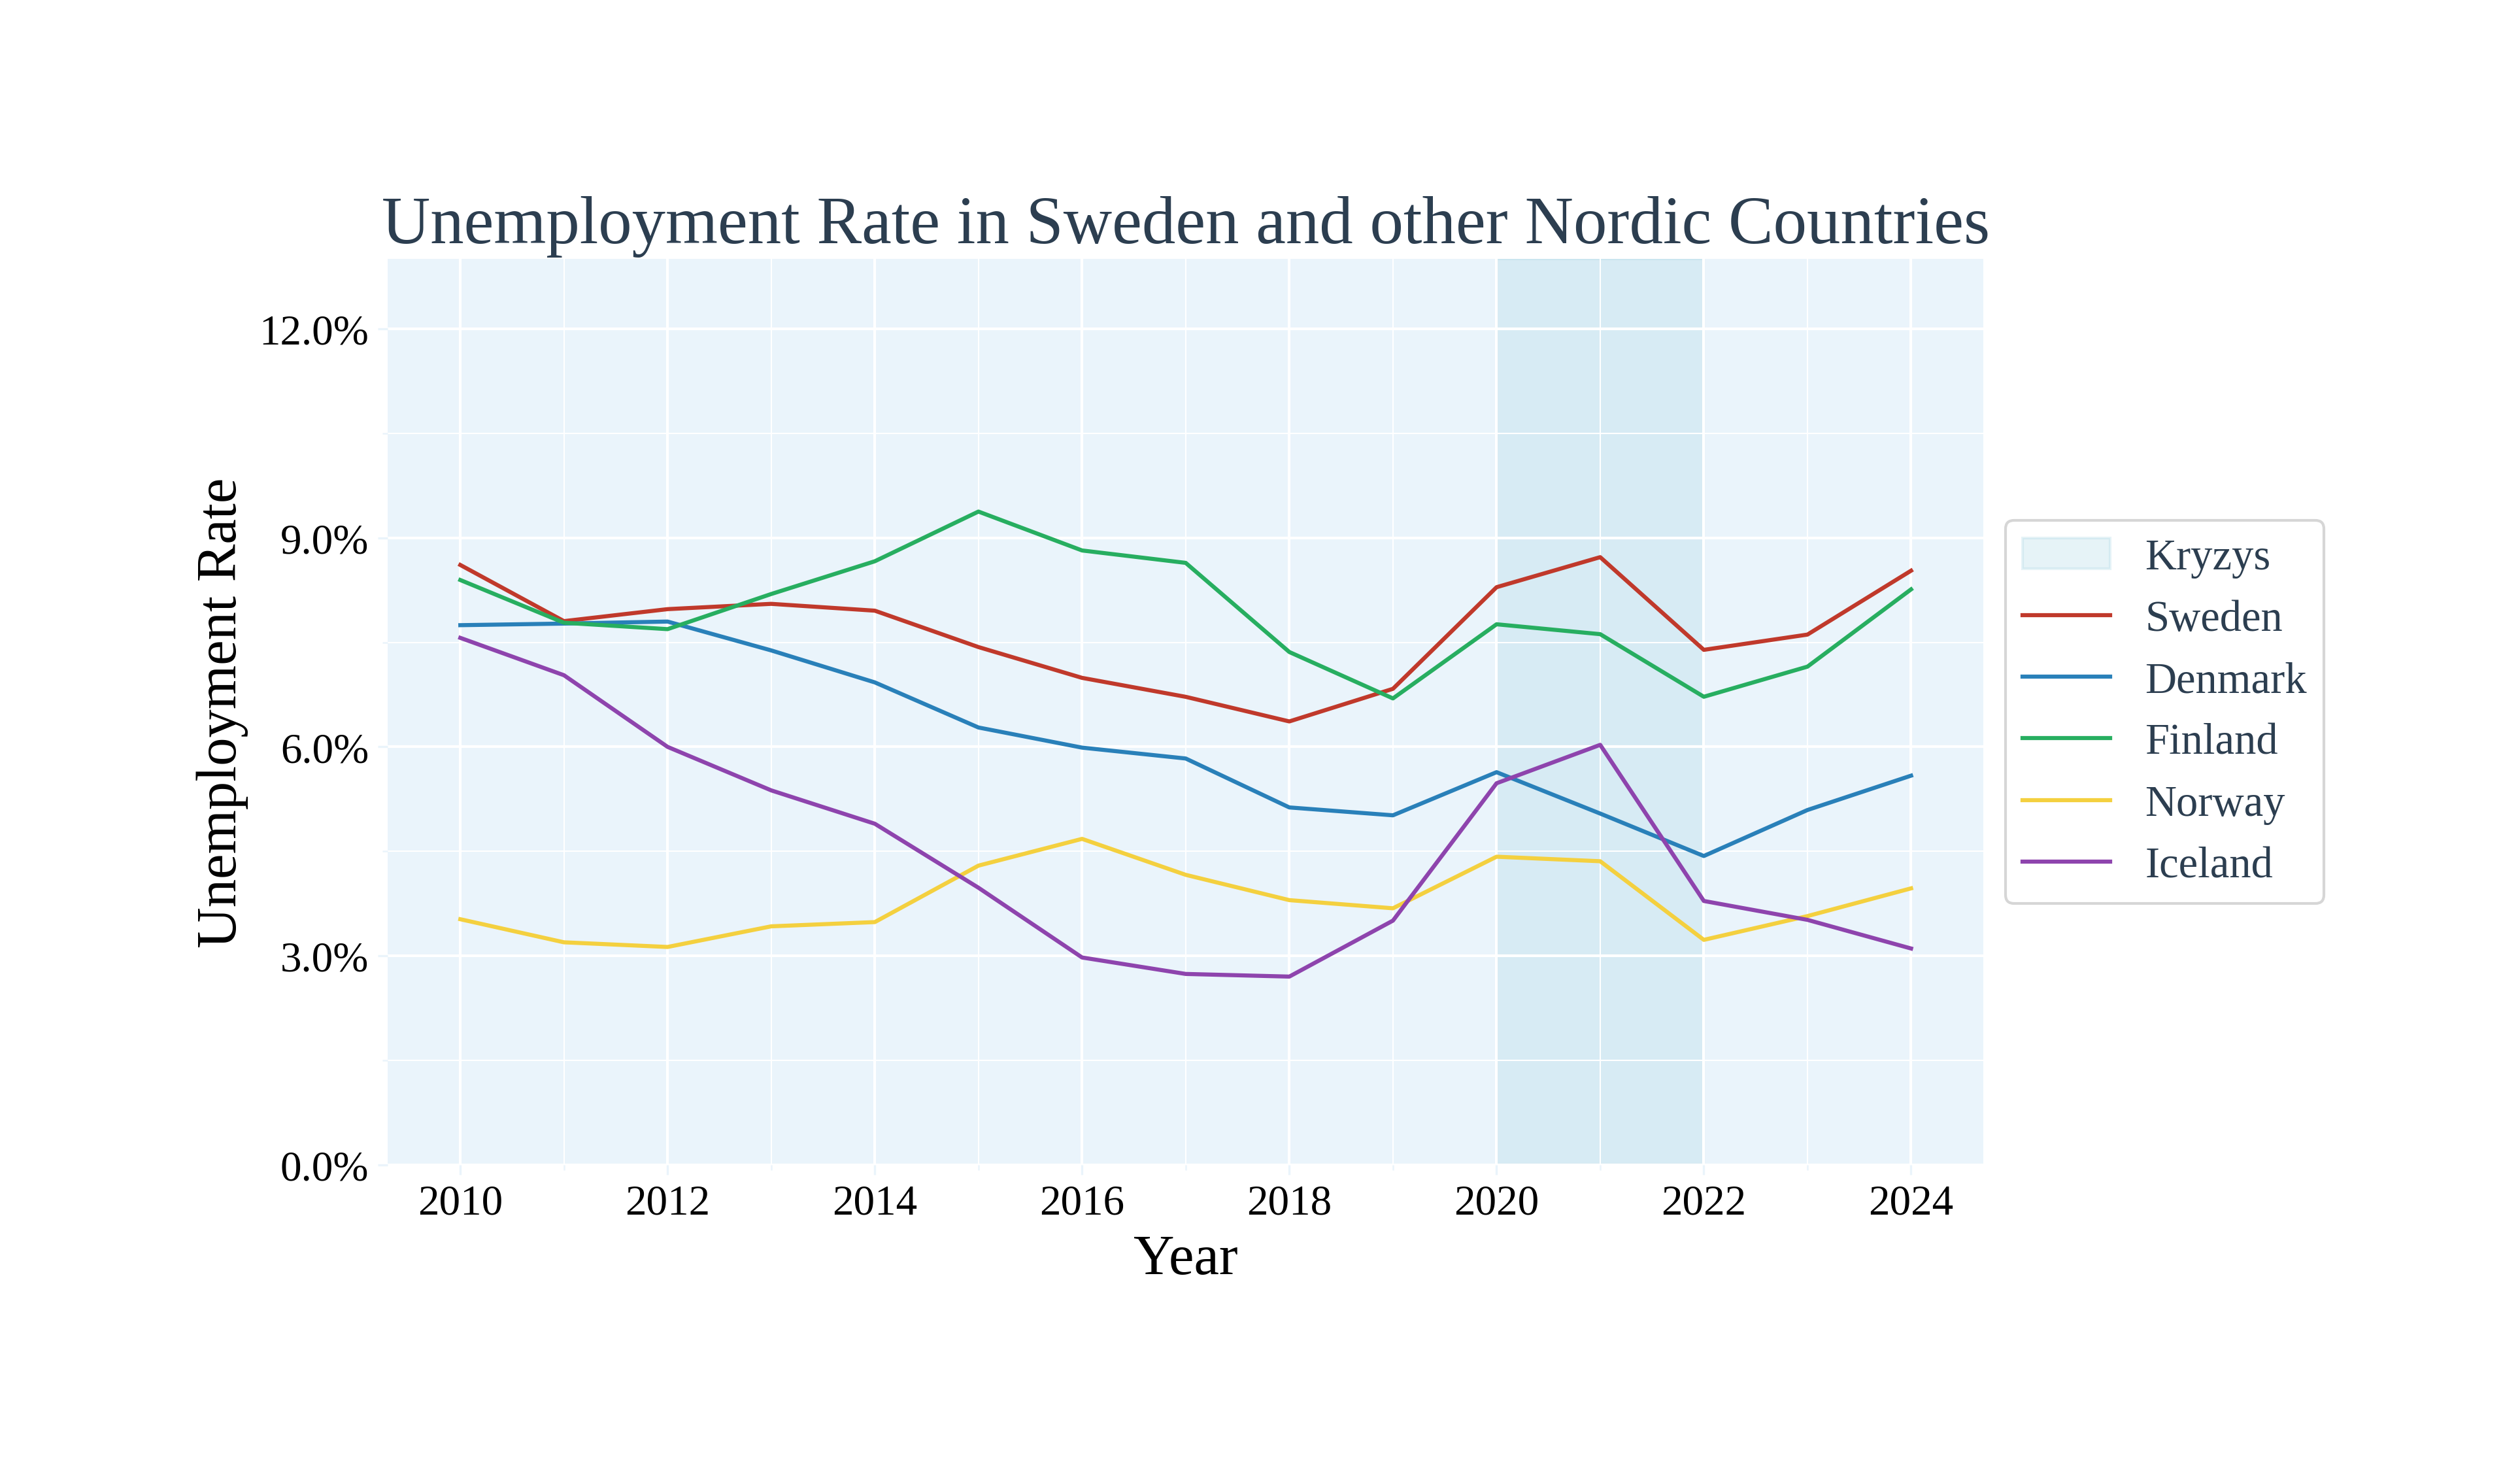 Unemployment Rate in Sweden and other Nordic Countries
Unemployment Rate
12.0%
9.0%
6.0%
3.0%
0.0%
2010 2012 2014 2016 2018 2020 2022 2024
Year
Kryzys
Sweden
Denmark
Finland
Norway
Iceland